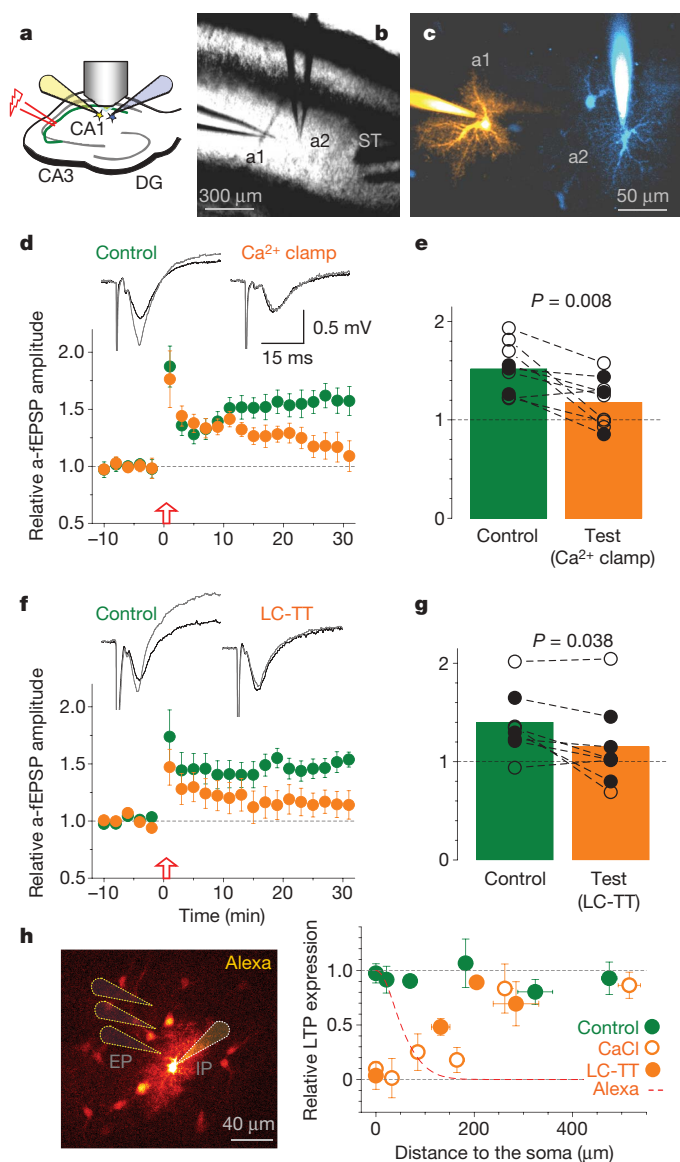 a
CA1
CA3
DG
b
a1
a2
ST
300 μm
c
a1
a2
50 μm
d
Control
Ca2+ clamp
0.5 mV
15 ms
Relative a-fEPSP amplitude
2.0
1.5
1.0
0.5
–10
0
10
20
30
e
P = 0.008
2
1
0
Control
Test
(Ca2+ clamp)
f
Control
LC-TT
Relative a-fEPSP amplitude
2.0
1.5
1.0
0.5
–10
0
10
20
30
Time (min)
g
P = 0.038
2
1
0
Control
Test
(LC-TT)
h
Alexa
EP
IP
40 μm
Relative LTP expression
1.0
0.5
0
Control
CaCl
LC-TT
Alexa
0
200
400
Distance to the soma (μm)